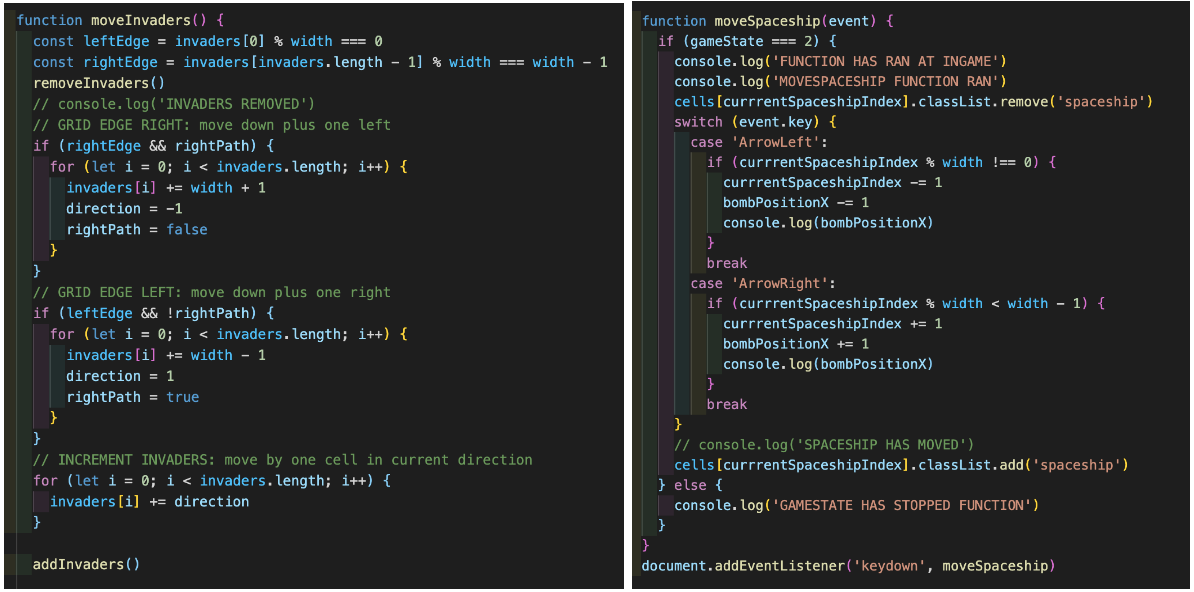 function moveInvaders() {
const leftEdge = invaders[0] % width === 0
const rightEdge = invaders[invaders.length - 1] % width === width - 1
removeInvaders()
// console.log('INVADERS REMOVED')
// GRID EDGE RIGHT: move down plus one left
if (rightEdge && rightPath) {
for (let i = 0; i < invaders.length; i++) {
invaders[i] += width + 1
direction = -1
rightPath = false
}
}
// GRID EDGE LEFT: move down plus one right
if (leftEdge && !rightPath) {
for (let i = 0; i < invaders.length; i++) {
invaders[i] += width - 1
direction = 1
rightPath = true
}
}
// INCREMENT INVADERS: move by one cell in current direction
for (let i = 0; i < invaders.length; i++) {
invaders[i] += direction
}
addInvaders()
function moveSpaceship(event) {
if (gameState === 2) {
console.log('FUNCTION HAS RAN AT INGAME')
console.log('MOVESPACESHIP FUNCTION RAN')
cells[currrentSpaceshipIndex].classList.remove('spaceship')
switch (event.key) {
case 'ArrowLeft':
if (currrentSpaceshipIndex % width !== 0) {
currrentSpaceshipIndex -= 1
bombPositionX -= 1
console.log(bombPositionX)
}
break
case 'ArrowRight':
if (currrentSpaceshipIndex % width < width - 1) {
currrentSpaceshipIndex += 1
bombPositionX += 1
console.log(bombPositionX)
}
break
}
// console.log('SPACESHIP HAS MOVED')
cells[currrentSpaceshipIndex].classList.add('spaceship')
} else {
console.log('GAMESTATE HAS STOPPED FUNCTION')
}
}
document.addEventListener('keydown', moveSpaceship)